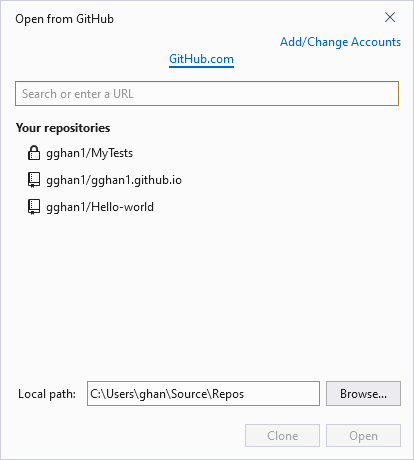 Open from GitHub
Add/Change Accounts
GitHub.com
Search or enter a URL
Your repositories
gghan1/MyTests
gghan1/gghan1.github.io
gghan1/Hello-world
Local path: C:\Users\ghan\Source\Repos Browse...
Clone Open